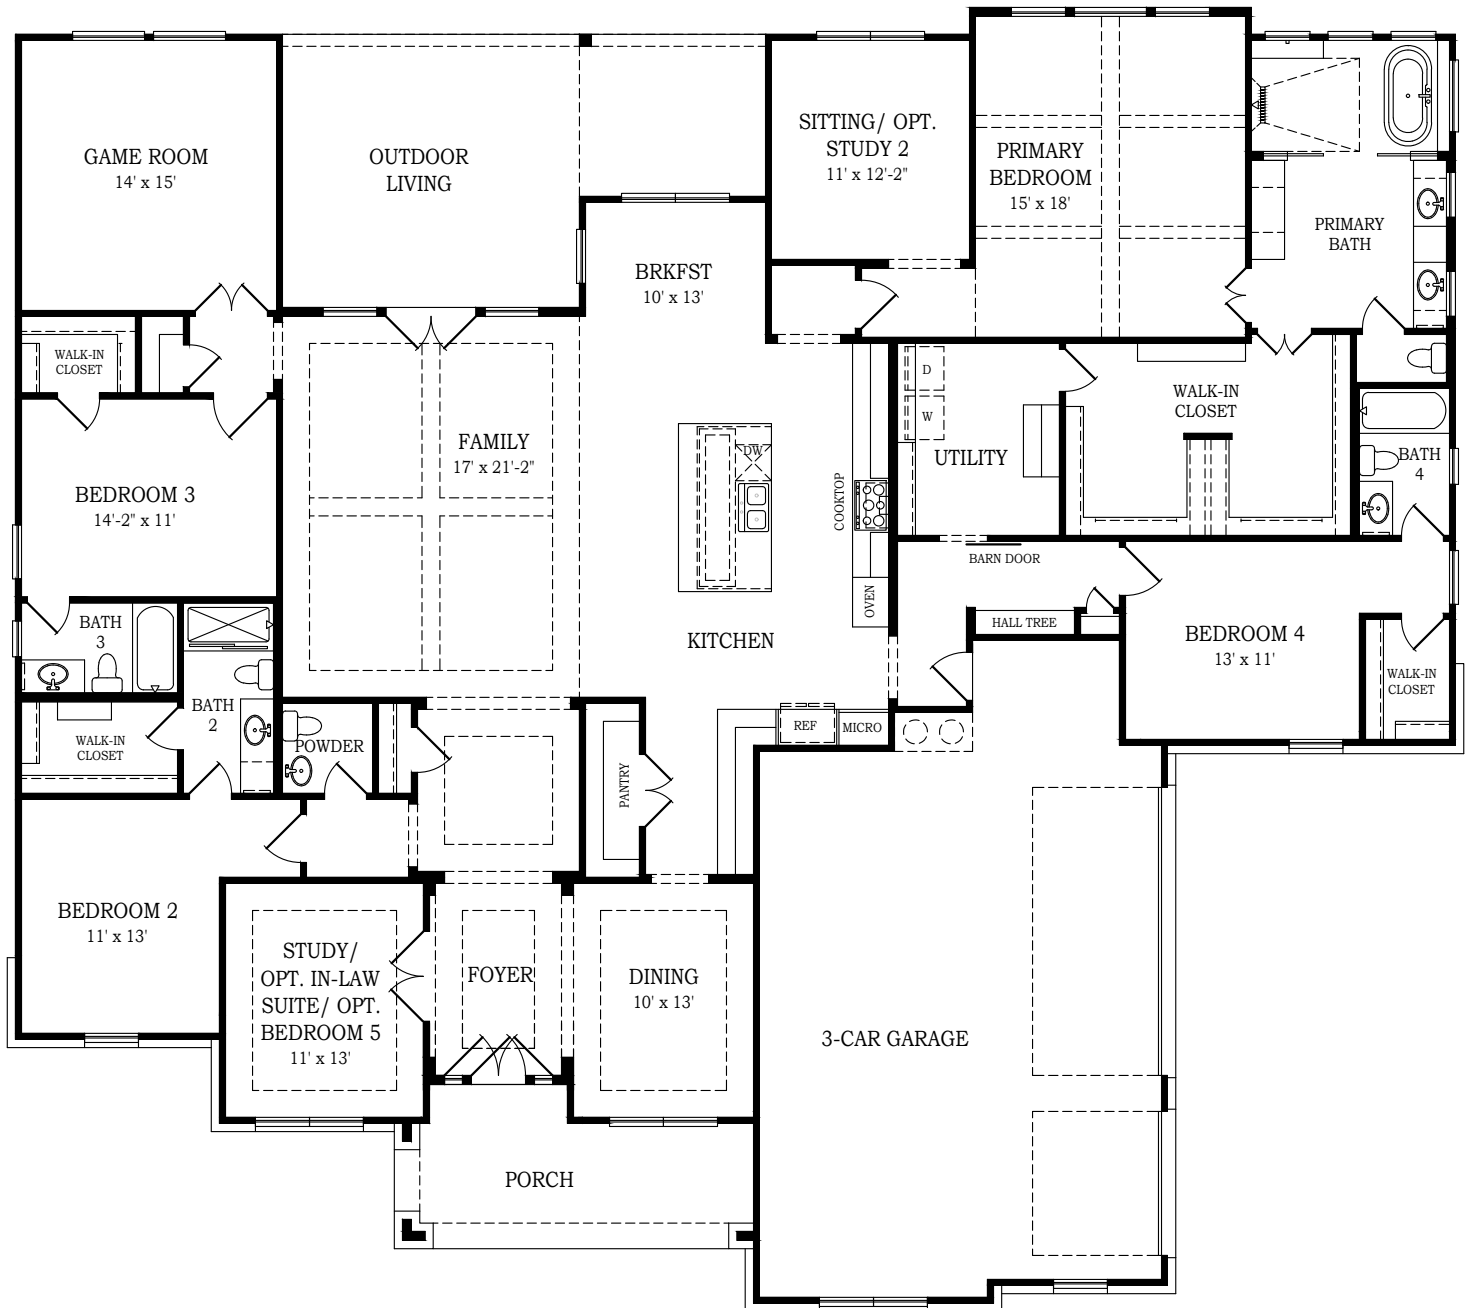 GAME ROOM
14' x 15'
OUTDOOR
LIVING
SITTING/ OPT.
STUDY 2
11' x 12'-2"
PRIMARY
BEDROOM
15' x 18'
PRIMARY
BATH
BRKFST
10' x 13'
WALK-IN
CLOSET
D
W
UTILITY
WALK-IN
CLOSET
FAMILY
17' x 21'-2"
DW
COOKTOP
BATH
4
BEDROOM 3
14'-2" x 11'
BARN DOOR
OVEN
HALL TREE
BATH
3
KITCHEN
BEDROOM 4
13' x 11'
WALK-IN
CLOSET
BATH
2
WALK-IN
CLOSET
POWDER
REF
MICRO
PANTRY
BEDROOM 2
11' x 13'
STUDY/
OPT. IN-LAW
SUITE/ OPT.
BEDROOM 5
11' x 13'
FOYER
DINING
10' x 13'
3-CAR GARAGE
PORCH